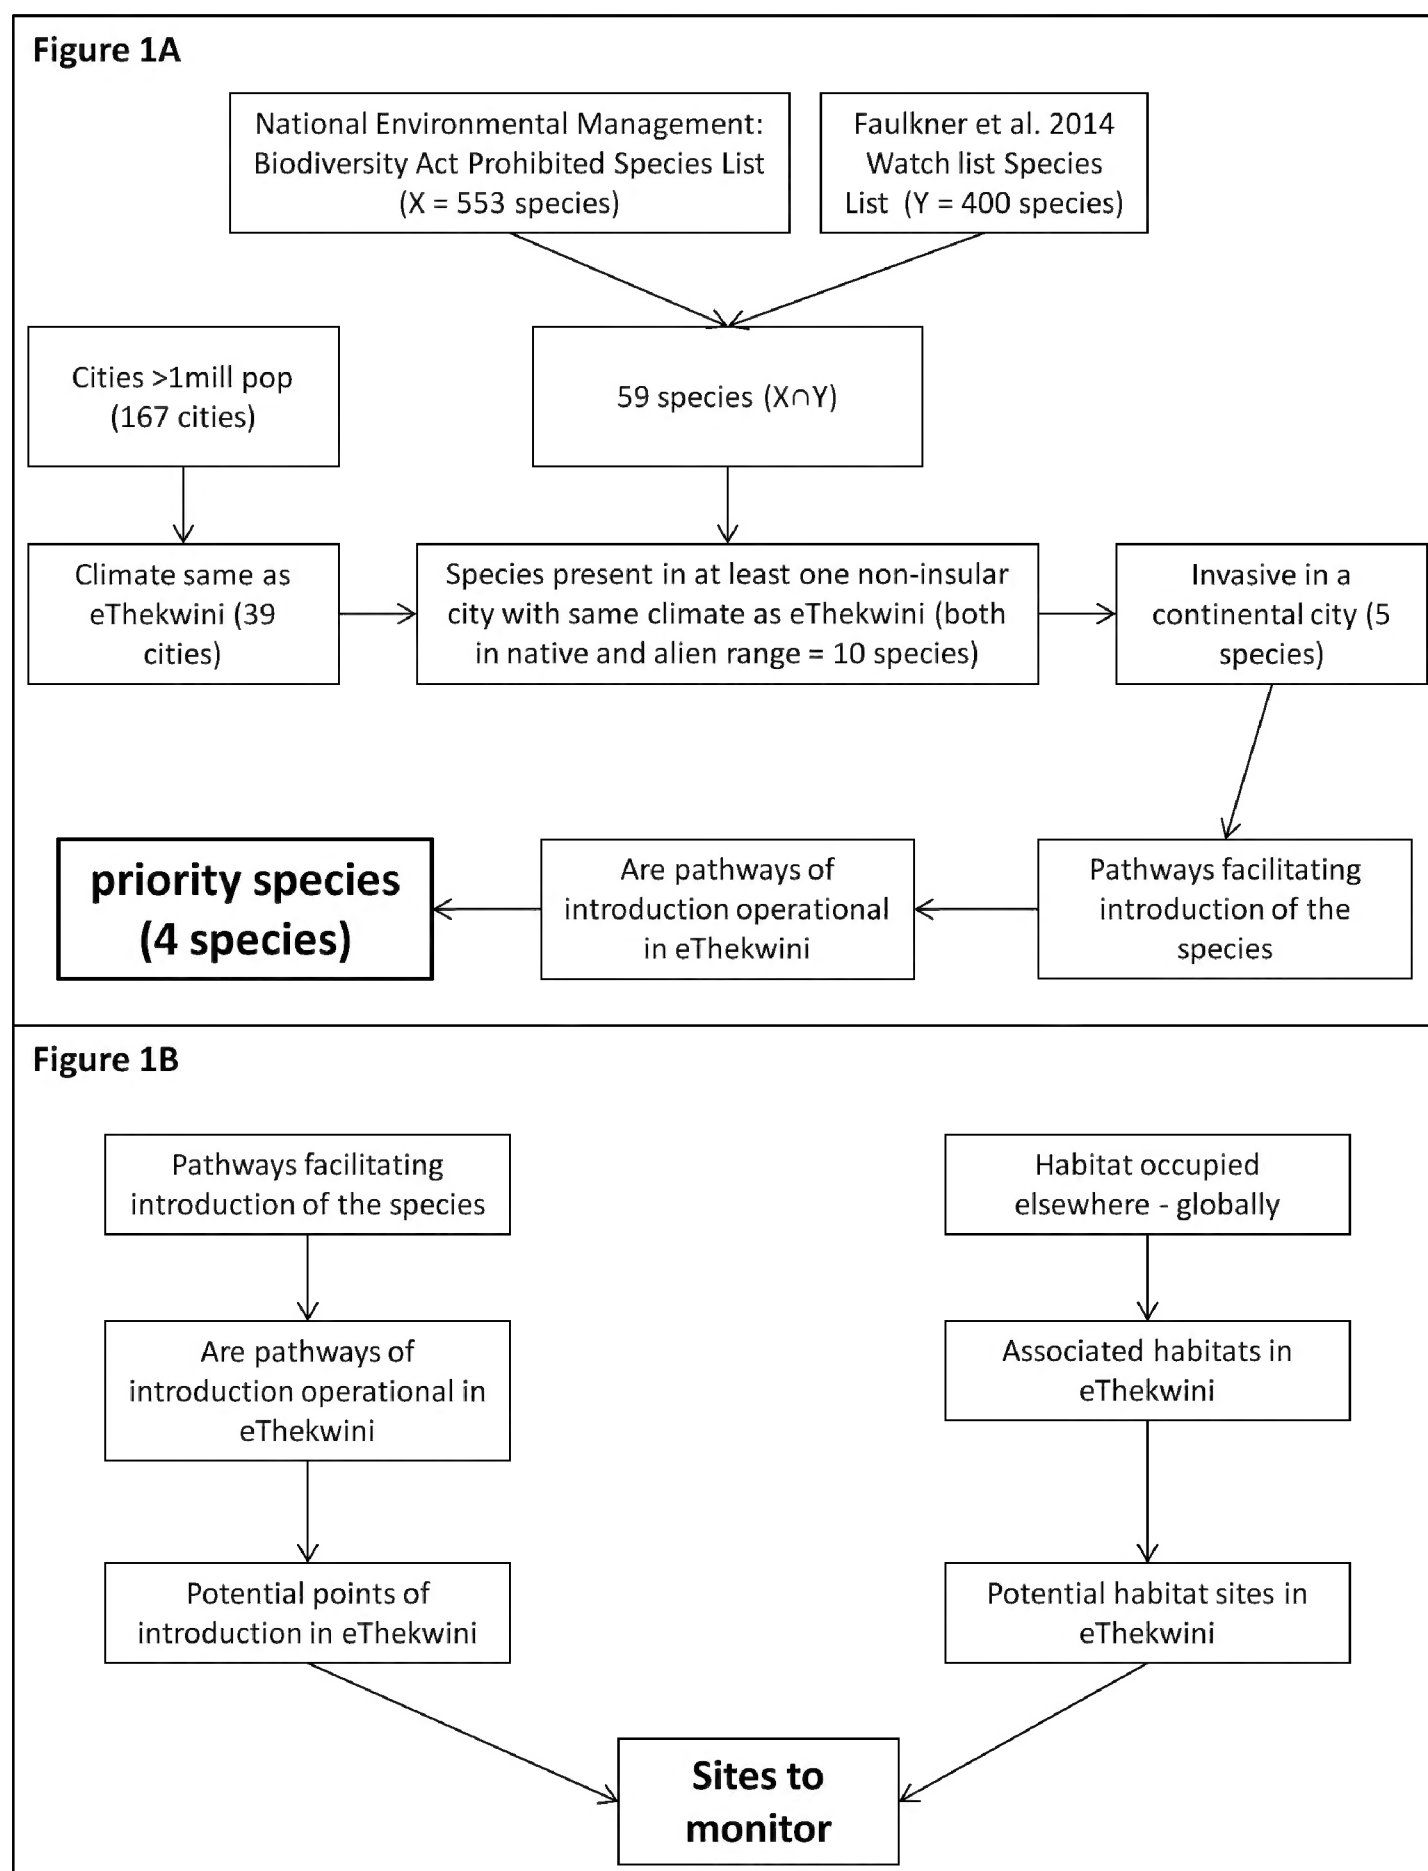 Figure 1A
National Environmental Management:
Biodiversity Act Prohibited Species List
(X = 553 species)
Faulkner et al. 2014
Watch list Species
List (Y = 400 species)
Cities >1mill pop
(167 cities)
59 species (X∩Y)
Climate same as
eThekwini (39
cities)
Species present in at least one non-insular
city with same climate as eThekwini (both
in native and alien range = 10 species)
Invasive in a
continental city (5
species)
priority species
(4 species)
Are pathways of
introduction operational
in eThekwini
Pathways facilitating
introduction of the
species
Figure 1B
Pathways facilitating
introduction of the species
Habitat occupied
elsewhere - globally
Are pathways of
introduction operational in
eThekwini
Associated habitats in
eThekwini
Potential points of
introduction in eThekwini
Potential habitat sites in
eThekwini
Sites to
monitor